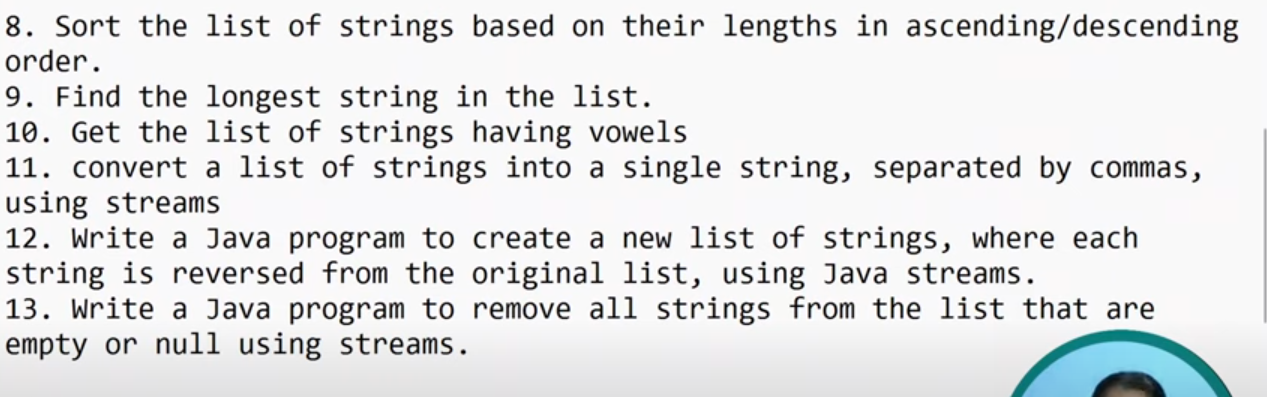 8. Sort the list of strings based on their lengths in ascending/descending
order.
9. Find the longest string in the list.
10. Get the list of strings having vowels
11. convert a list of strings into a single string, separated by commas,
using streams
12. Write a Java program to create a new list of strings, where each
string is reversed from the original list, using Java streams.
13. Write a Java program to remove all strings from the list that are
empty or null using streams.